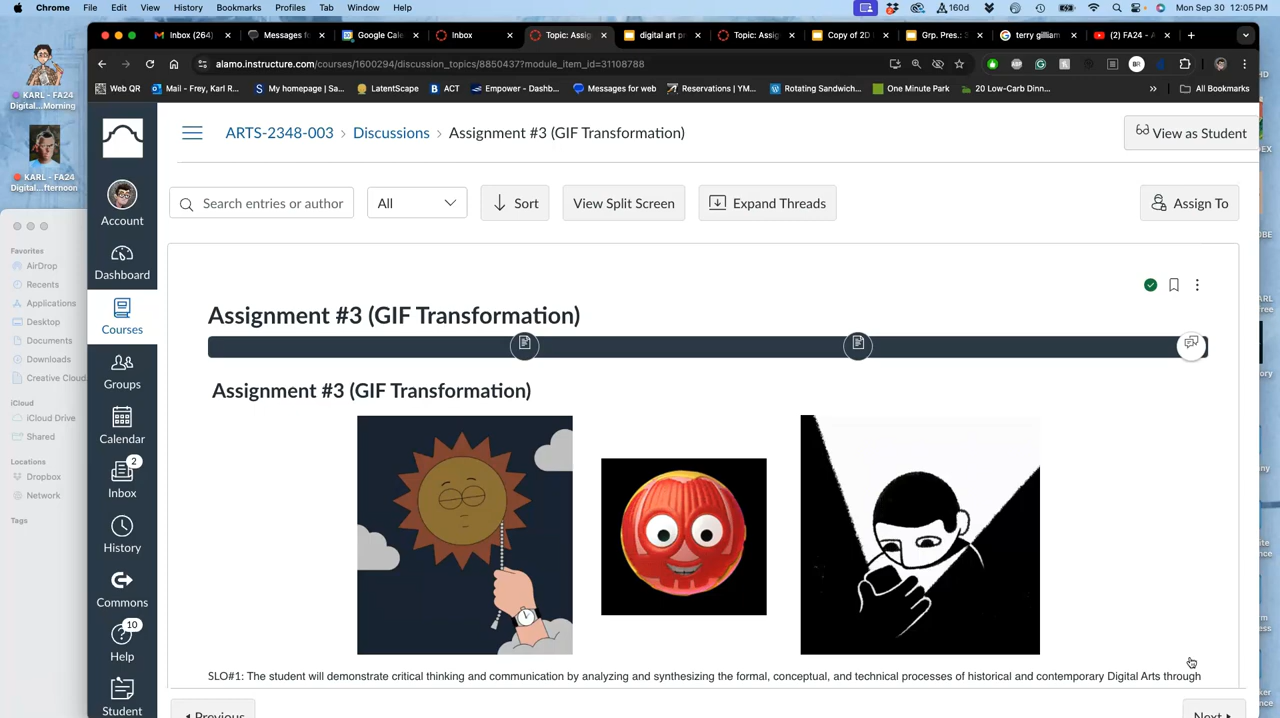 Chrome File Edit View History Bookmarks Profiles Tab Window Help
160d Mon Sep 30 12:05 PM
Inbox (264) Messages f Google Cale Inbox Topic: Assig digital art p Topic: Assig Copy of 2D Grp. Pres.: terry gilliam (2) FA24 - A
alamo.instructure.com/courses/1600294/discussion_topics/8850437?module_item_id=31108788
Web QR Mail - Frey, Karl R... My homepage | Sa... LatentScape ACT Empower - Dashb... Messages for web Reservations | YM... Rotating Sandwich... One Minute Park 20 Low-Carb Dinn... » All Bookmarks
KARL - FA24
Digital...Morning
KARL - FA24
Digital...fternoon
Favorites
AirDrop
Recents
Applications
Desktop
Documents
Downloads
Creative Cloud
iCloud
iCloud Drive
Shared
Locations
Dropbox
Network
Tags
Account
Dashboard
Courses
Groups
Calendar
2
Inbox
History
Commons
10
Help
Student
ARTS-2348-003 › Discussions › Assignment #3 (GIF Transformation)
View as Student
Search entries or author
All
Sort
View Split Screen
Expand Threads
Assign To
Assignment #3 (GIF Transformation)
Assignment #3 (GIF Transformation)
SLO#1: The student will demonstrate critical thinking and communication by analyzing and synthesizing the formal, conceptual, and technical processes of historical and contemporary Digital Arts through
Previous
Next